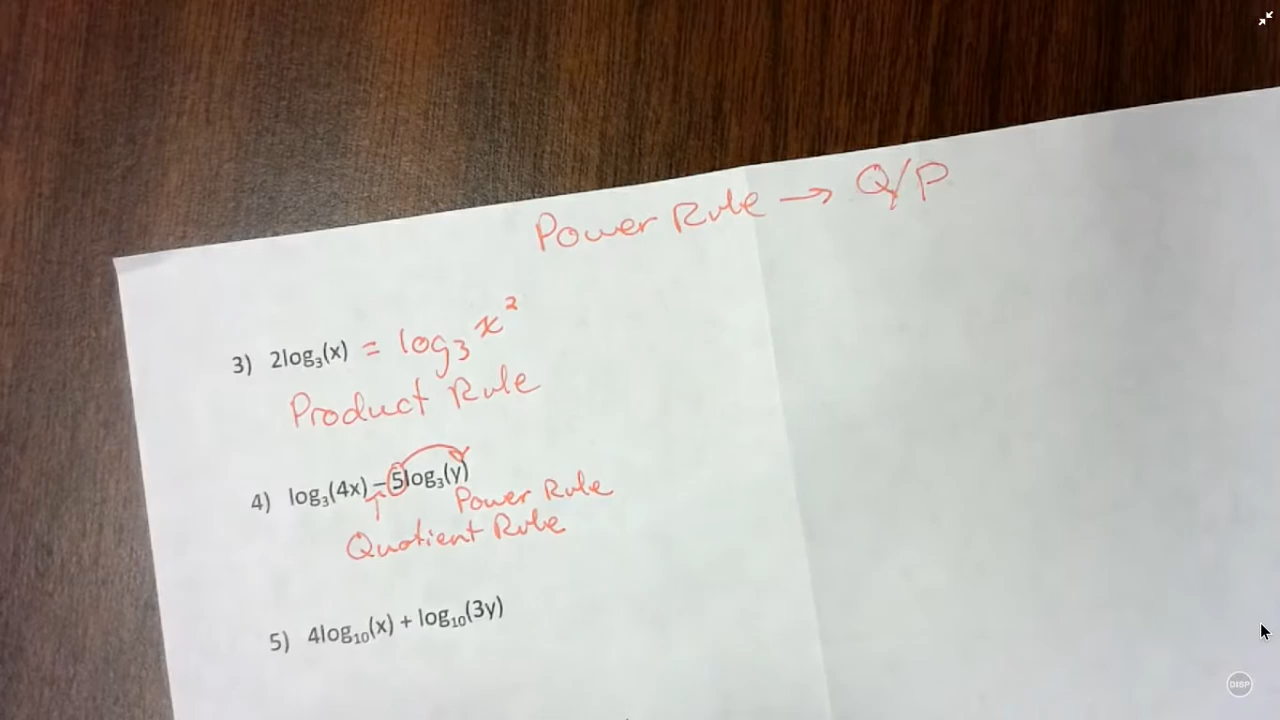 Power Rule → Q/P
3) 2log₃(x) = log₃ x²
Product Rule
4) log₃(4x) – 5log₃(y)
Power Rule
Quotient Rule
5) 4log₁₀(x) + log₁₀(3y)
DISP